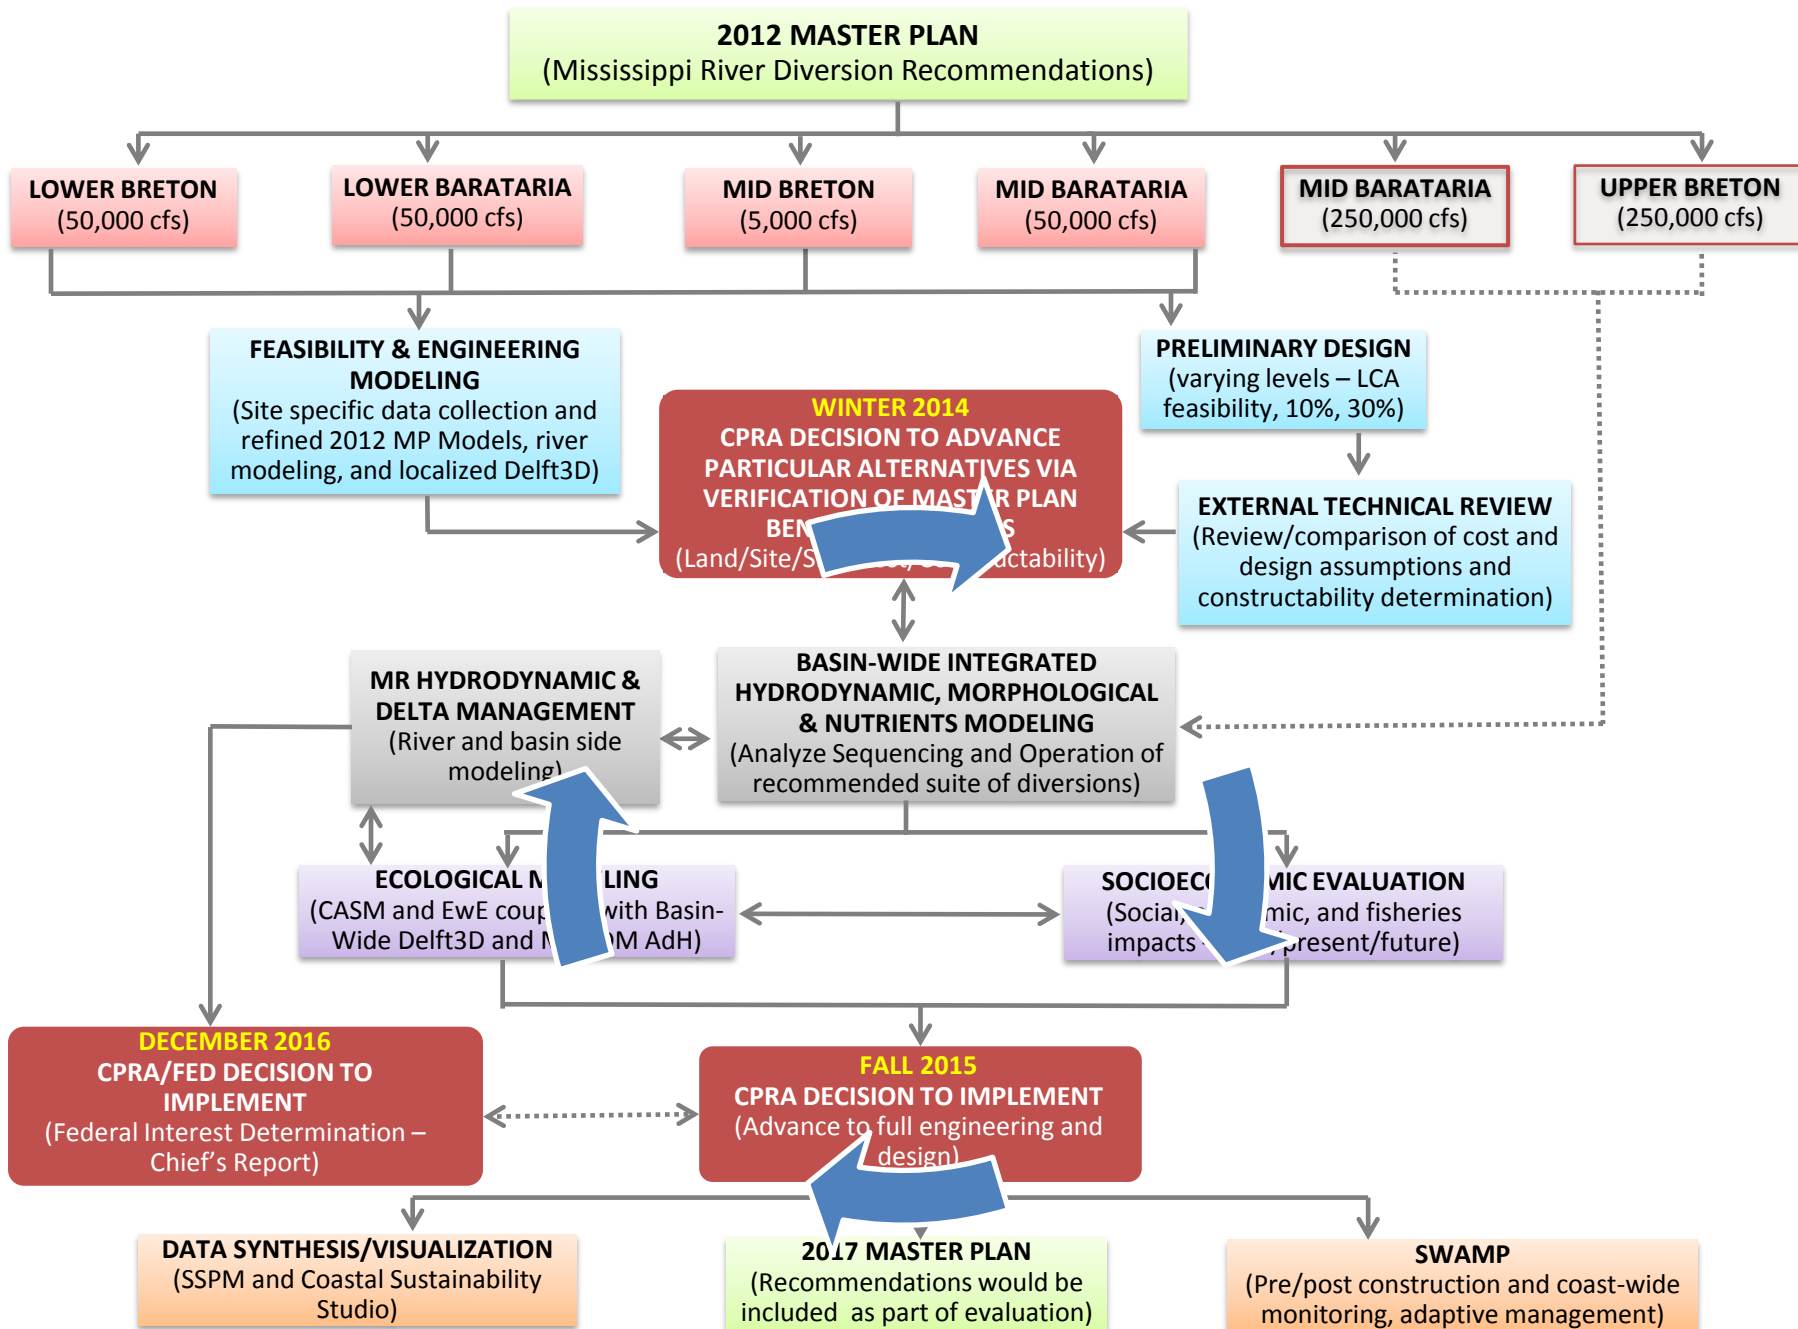 2012 MASTER PLAN
(Mississippi River Diversion Recommendations)
LOWER BRETON
(50,000 cfs)
LOWER BARATARIA
(50,000 cfs)
MID BRETON
(5,000 cfs)
MID BARATARIA
(50,000 cfs)
MID BARATARIA
(250,000 cfs)
UPPER BRETON
(250,000 cfs)
FEASIBILITY & ENGINEERING
MODELING
(Site specific data collection and
refined 2012 MP Models, river
modeling, and localized Delft3D)
PRELIMINARY DESIGN
(varying levels – LCA
feasibility, 10%, 30%)
WINTER 2014
CPRA DECISION TO ADVANCE
PARTICULAR ALTERNATIVES VIA
VERIFICATION OF MASTER PLAN
(Land/Site/
EXTERNAL TECHNICAL REVIEW
(Review/comparison of cost and
design assumptions and
constructability determination)
MR HYDRODYNAMIC &
DELTA MANAGEMENT
(River and basin side
modeling)
BASIN-WIDE INTEGRATED
HYDRODYNAMIC, MORPHOLOGICAL
& NUTRIENTS MODELING
(Analyze Sequencing and Operation of
recommended suite of diversions)
ECOLOGICAL
(CASM and EwE with Basin-
Wide Delft3D and AdH)
SOCIOECONOMIC EVALUATION
(Social, and fisheries
impacts /present/future)
DECEMBER 2016
CPRA/FED DECISION TO
IMPLEMENT
(Federal Interest Determination –
Chief's Report)
FALL 2015
CPRA DECISION TO IMPLEMENT
(Advance to full engineering and
design)
DATA SYNTHESIS/VISUALIZATION
(SSPM and Coastal Sustainability
Studio)
2017 MASTER PLAN
(Recommendations would be
included as part of evaluation)
SWAMP
(Pre/post construction and coast-wide
monitoring, adaptive management)